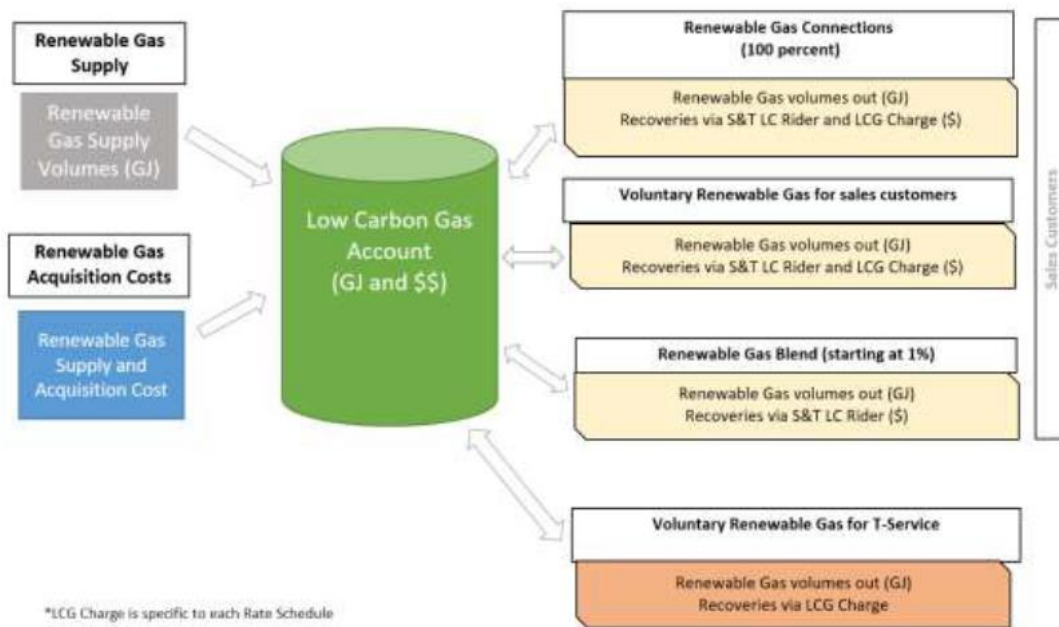 Renewable Gas
Supply
Renewable
Gas Supply
Volumes (GJ)
Renewable Gas
Acquisition Costs
Renewable Gas
Supply and
Acquisition Cost
Low Carbon Gas
Account
(GJ and $$)
Renewable Gas Connections
(100 percent)
Renewable Gas volumes out (GJ)
Recoveries via S&T LC Rider and LCG Charge ($)
Voluntary Renewable Gas for sales customers
Renewable Gas volumes out (GJ)
Recoveries via S&T LC Rider and LCG Charge ($)
Renewable Gas Blend (starting at 1%)
Renewable Gas volumes out (GJ)
Recoveries via S&T LC Rider ($)
Sales Customers
Voluntary Renewable Gas for T-Service
Renewable Gas volumes out (GJ)
Recoveries via LCG Charge
*LCG Charge is specific to each Rate Schedule